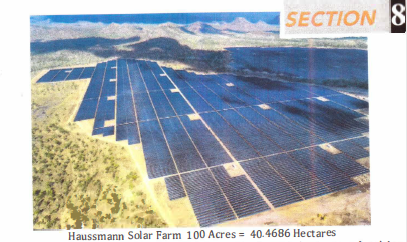 SECTION 8
Haussmann Solar Farm 100 Acres = 40.4686 Hectares